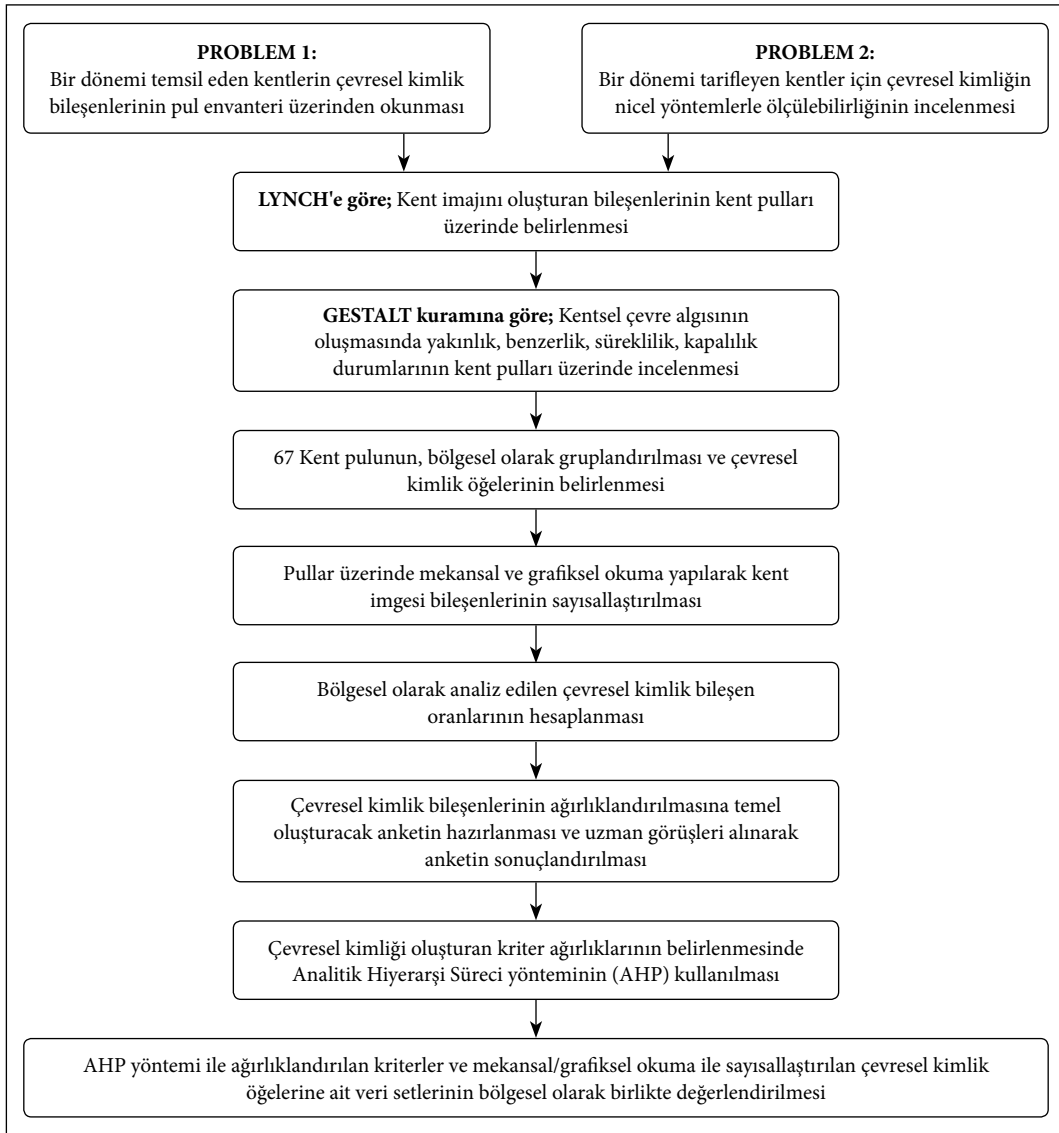 PROBLEM 1:
Bir dönemi temsil eden kentlerin çevresel kimlik
bileşenlerinin pul envanteri üzerinden okunması
PROBLEM 2:
Bir dönemi tarifleyen kentler için çevresel kimliğin
nicel yöntemlerle ölçülebilirliğinin incelenmesi
LYNCH'e göre; Kent imajını oluşturan bileşenlerinin kent pulları
üzerinde belirlenmesi
GESTALT kuramına göre; Kentsel çevre algısının
oluşmasında yakınlık, benzerlik, süreklilik, kapalılık
durumlarının kent pulları üzerinde incelenmesi
67 Kent pulunun, bölgesel olarak gruplandırılması ve çevresel
kimlik öğelerinin belirlenmesi
Pullar üzerinde mekansal ve grafiksel okuma yapılarak kent
imgesi bileşenlerinin sayısallaştırılması
Bölgesel olarak analiz edilen çevresel kimlik bileşen
oranlarının hesaplanması
Çevresel kimlik bileşenlerinin ağırlıklandırılmasına temel
oluşturacak anketin hazırlanması ve uzman görüşleri alınarak
anketin sonuçlandırılması
Çevresel kimliği oluşturan kriter ağırlıklarının belirlenmesinde
Analitik Hiyerarşi Süreci yönteminin (AHP) kullanılması
AHP yöntemi ile ağırlıklandırılan kriterler ve mekansal/grafiksel okuma ile sayısallaştırılan çevresel kimlik
öğelerine ait veri setlerinin bölgesel olarak birlikte değerlendirilmesi